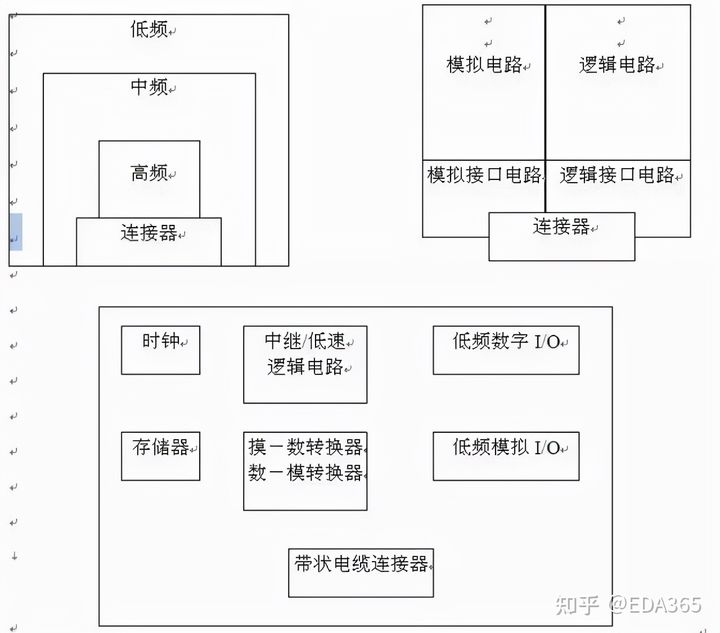 低频
中频
高频
连接器
模拟电路
逻辑电路
模拟接口电路
逻辑接口电路
连接器
时钟
中继/低速
逻辑电路
低频数字 I/O
存储器
摸－数转换器
数－模转换器
低频模拟 I/O
带状电缆连接器
知乎 @EDA365